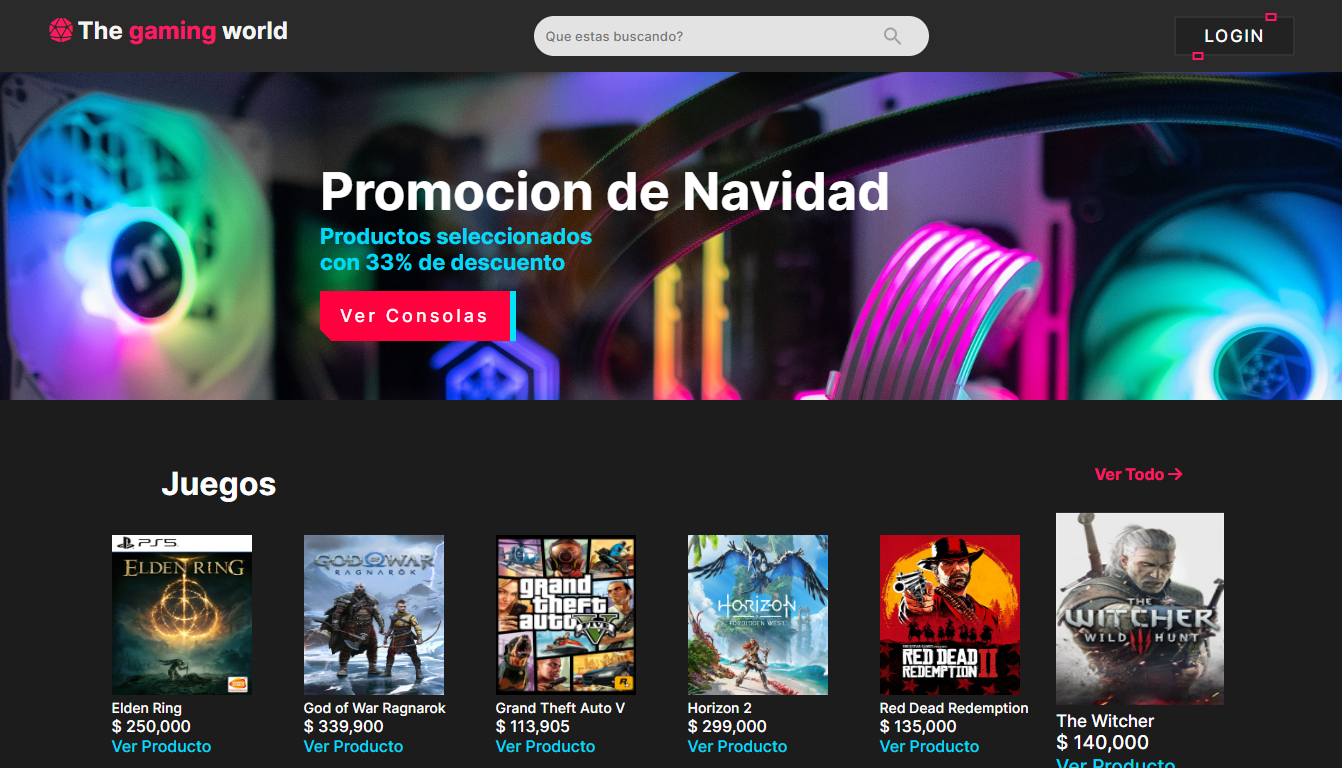 The gaming world
Que estas buscando?
LOGIN
Promocion de Navidad
Productos seleccionados
con 33% de descuento
Ver Consolas
Juegos
Ver Todo →
PS5
ELDEN RING
GOD OF WAR
RAGNARÖK
grand
theft
auto
FIVE
R
HORIZON
FORBIDDEN WEST
RED DEAD
REDEMPTION II
THE
WITCHER
WILD HUNT
Elden Ring
$ 250,000
Ver Producto
God of War Ragnarok
$ 339,900
Ver Producto
Grand Theft Auto V
$ 113,905
Ver Producto
Horizon 2
$ 299,000
Ver Producto
Red Dead Redemption
$ 135,000
Ver Producto
The Witcher
$ 140,000
Ver Producto